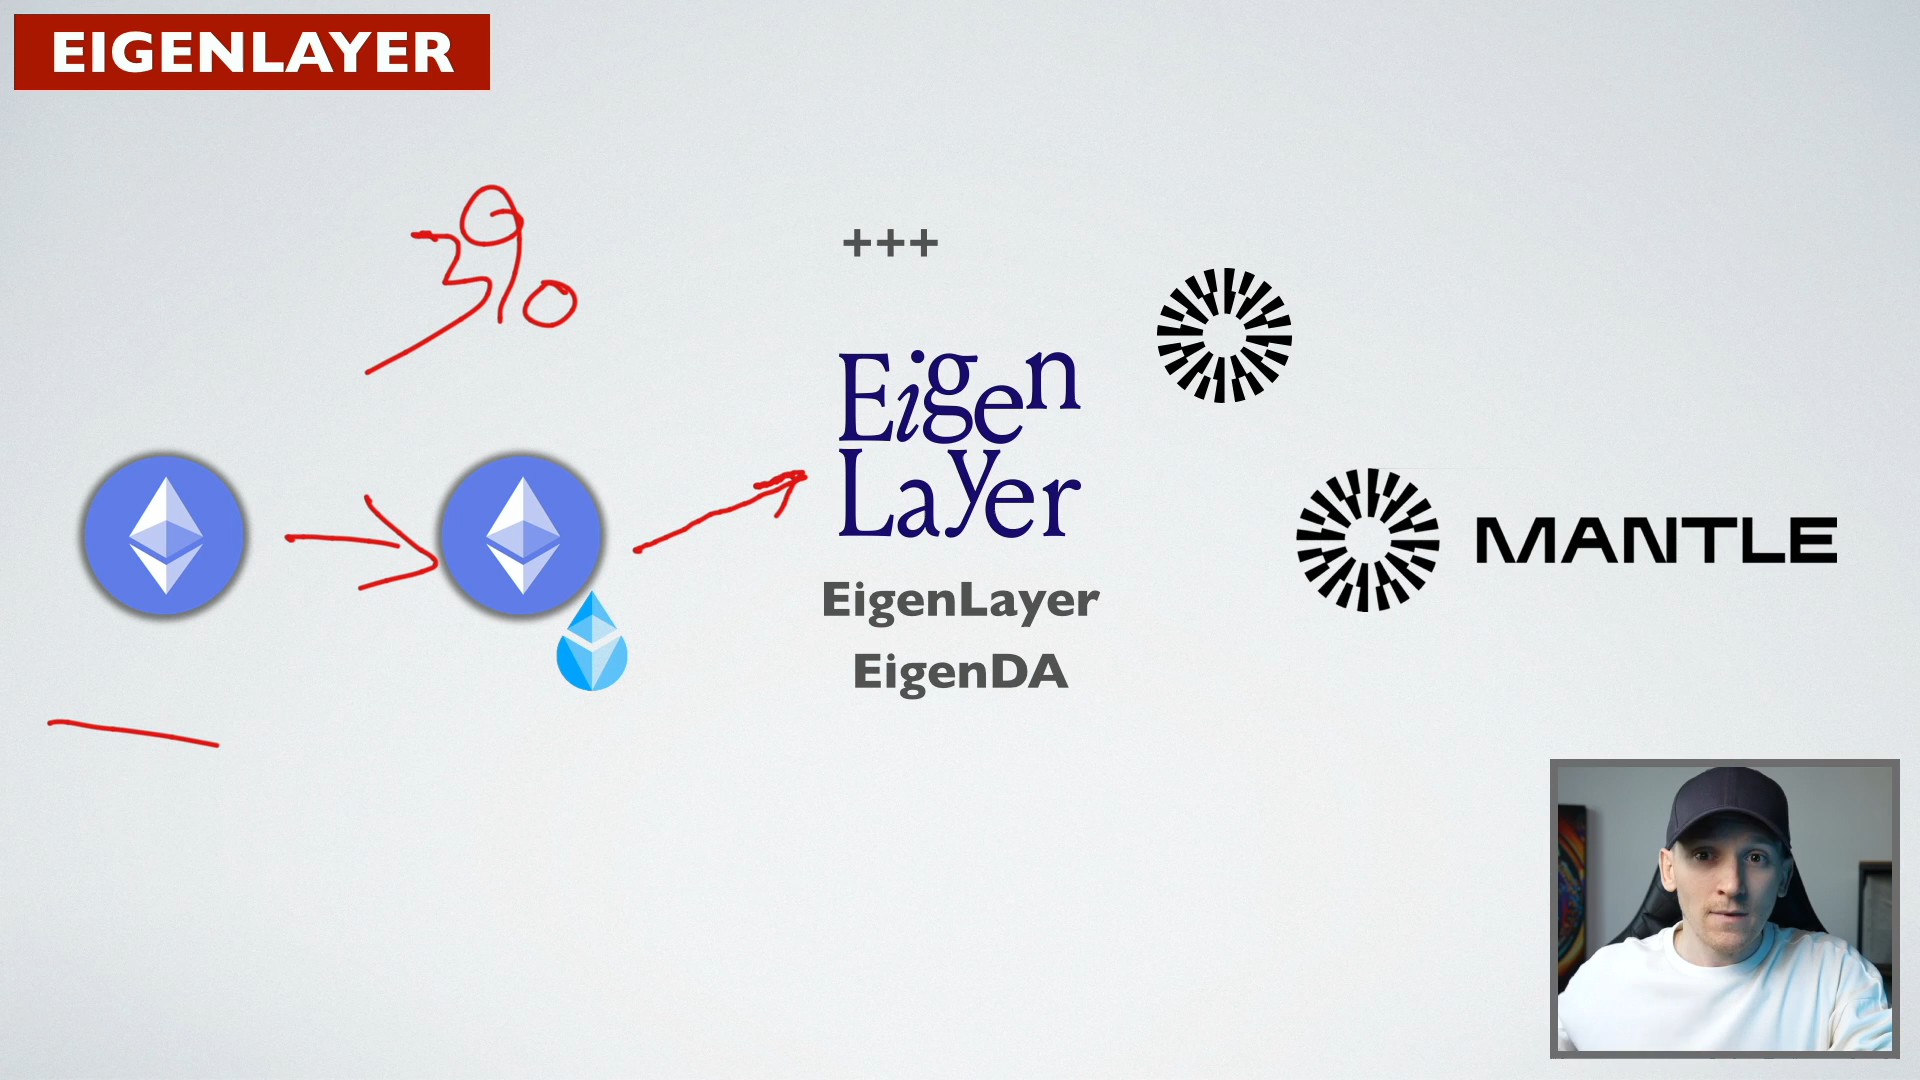 EIGENLAYER
3%
+++
Eigen
Layer
MANTLE
EigenLayer
EigenDA